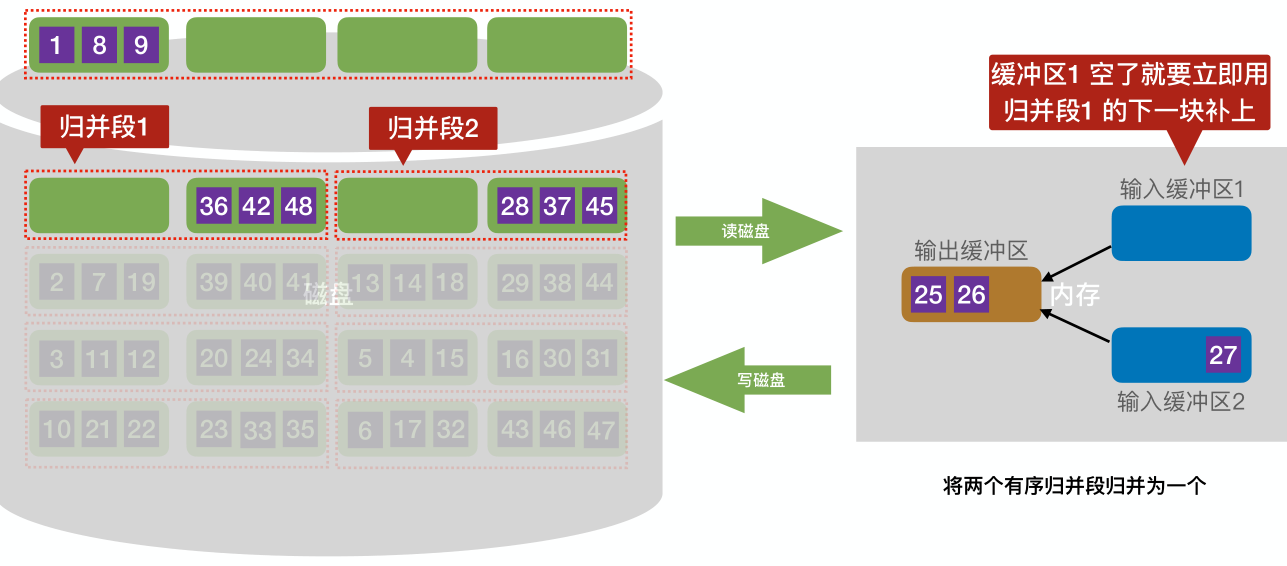 1 8 9
缓冲区1 空了就要立即用
归并段1 的下一块补上
归并段1
归并段2
输入缓冲区1
36 42 48
28 37 45
读磁盘
输出缓冲区
2 7 19
39 40 41
13 14 18
29 38 44
磁盘
25 26
内存
3 11 12
20 24 34
5 4 15
16 30 31
27
写磁盘
输入缓冲区2
10 21 22
23 33 35
6 17 32
43 46 47
将两个有序归并段归并为一个